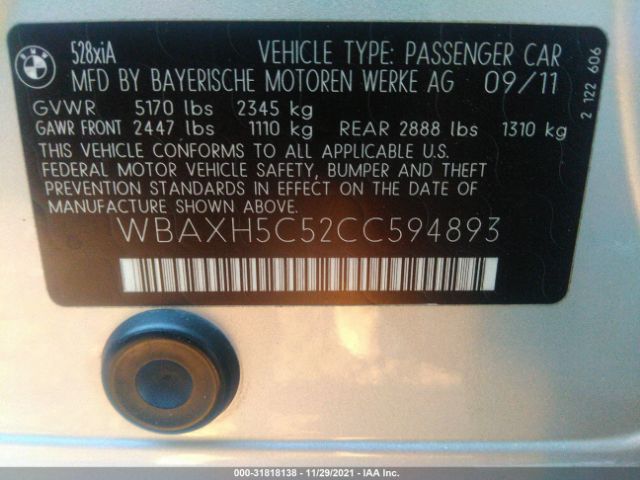 BMW
528xiA
VEHICLE TYPE: PASSENGER CAR
MFD BY BAYERISCHE MOTOREN WERKE AG 09/11
GVWR 5170 lbs 2345 kg
GAWR FRONT 2447 lbs 1110 kg REAR 2888 lbs 1310 kg
THIS VEHICLE CONFORMS TO ALL APPLICABLE U.S.
FEDERAL MOTOR VEHICLE SAFETY, BUMPER AND THEFT
PREVENTION STANDARDS IN EFFECT ON THE DATE OF
MANUFACTURE SHOWN ABOVE.
WBAXH5C52CC594893
2 122 606
000-31818138 - 11/29/2021 - IAA Inc.